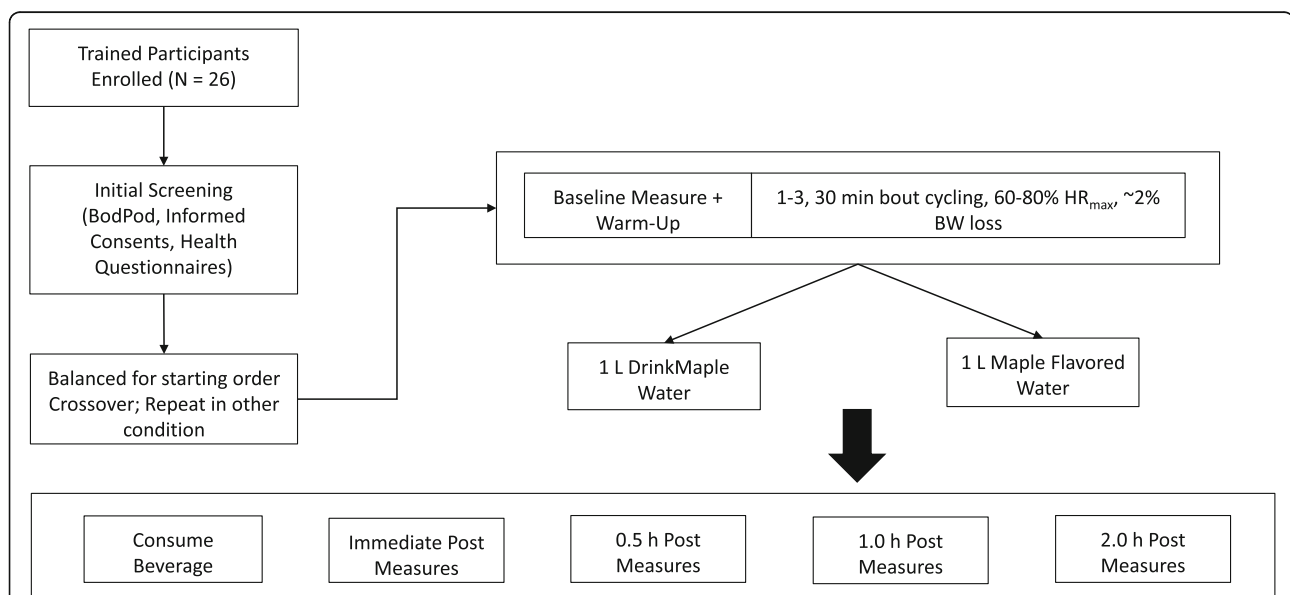 Trained Participants
Enrolled (N = 26)
Initial Screening
(BodPod, Informed
Consents, Health
Questionnaires)
Balanced for starting order
Crossover; Repeat in other
condition
Baseline Measure +
Warm-Up
1-3, 30 min bout cycling, 60-80% HRmax, ~2%
BW loss
1 L DrinkMaple
Water
1 L Maple Flavored
Water
Consume
Beverage
Immediate Post
Measures
0.5 h Post
Measures
1.0 h Post
Measures
2.0 h Post
Measures